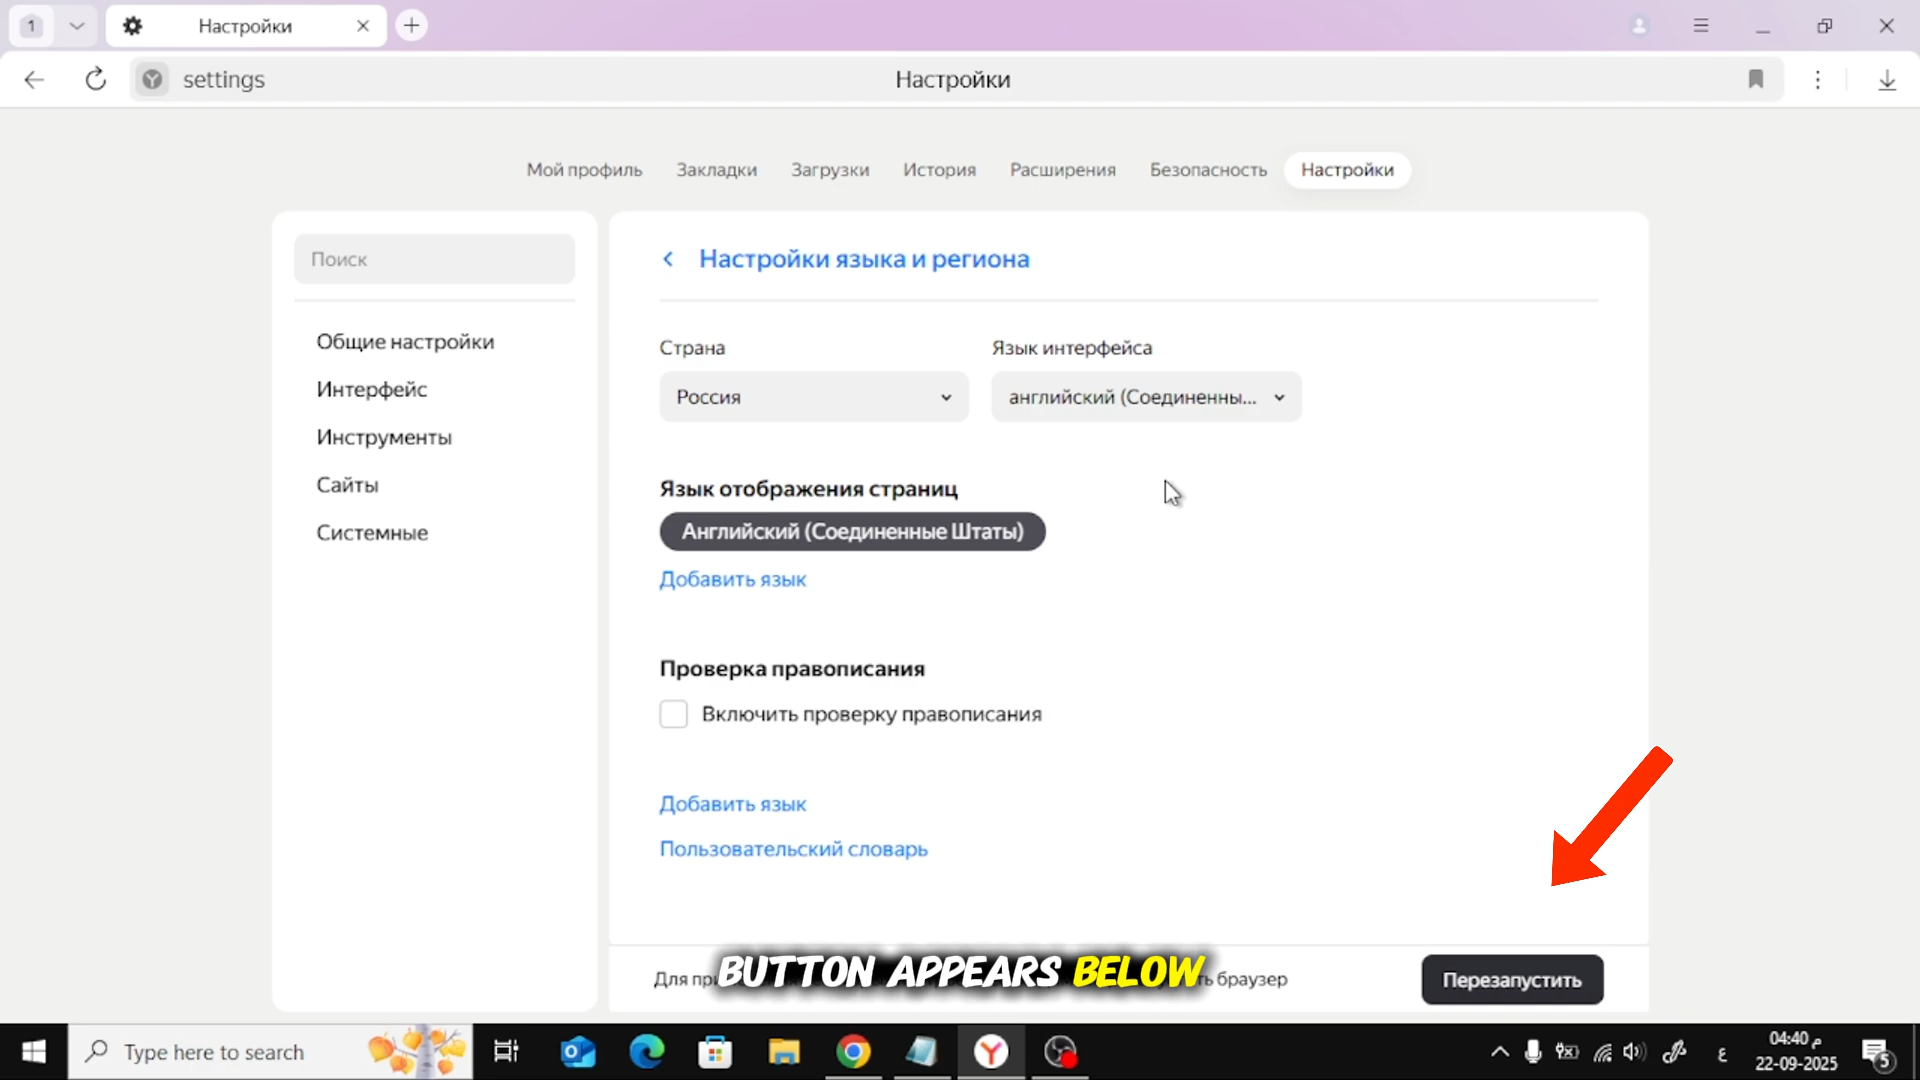 1
Настройки
settings
Настройки
Мой профиль
Закладки
Загрузки
История
Расширения
Безопасность
Настройки
Поиск
Общие настройки
Интерфейс
Инструменты
Сайты
Системные
Настройки языка и региона
Страна
Язык интерфейса
Россия
английский (Соединенны...
Язык отображения страниц
Английский (Соединенные Штаты)
Добавить язык
Проверка правописания
Включить проверку правописания
Добавить язык
Пользовательский словарь
Для
браузер
BUTTON APPEARS BELOW
Перезапустить
Type here to search
ع
04:40 م
22-09-2025
5